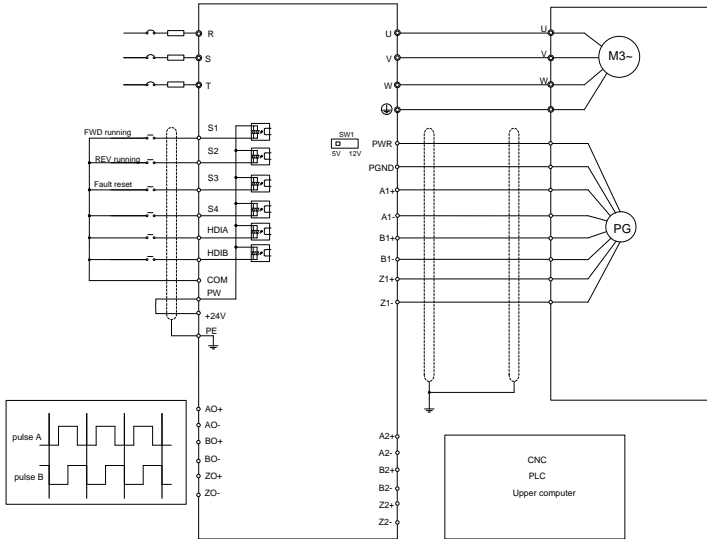 R
S
T
U
V
W
U
V
W
M3~
FWD running
REV running
Fault reset
S1
S2
S3
S4
HDIA
HDIB
COM
PW
+24V
PE
SW1
5V 12V
PWR
PGND
A1+
A1-
B1+
B1-
Z1+
Z1-
PG
pulse A
pulse B
AO+
AO-
BO+
BO-
ZO+
ZO-
A2+
A2-
B2+
B2-
Z2+
Z2-
CNC
PLC
Upper computer